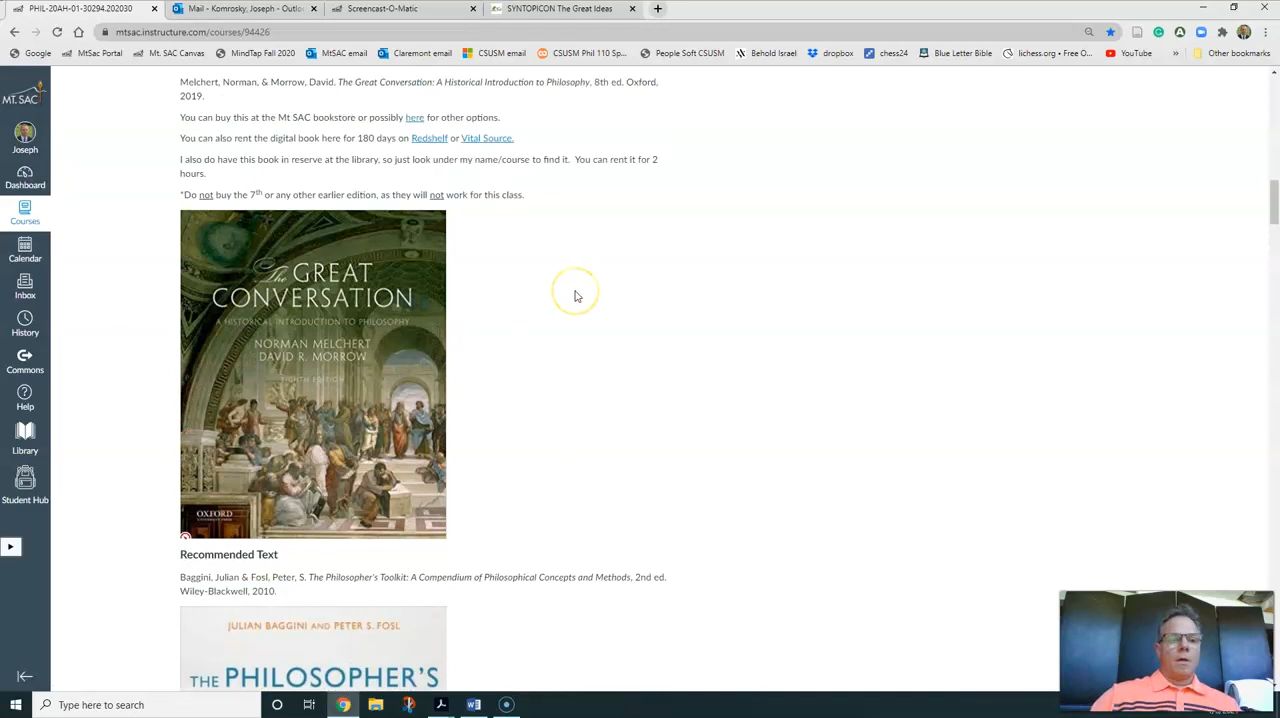 PHIL-20AH-01-30294.202030
Mail - Komrosky, Joseph - Outlo
Screencast-O-Matic
SYNTOPICON The Great Ideas
mtsac.instructure.com/courses/94426
Google
MtSac Portal
Mt. SAC Canvas
MindTap Fall 2020
MTSAC email
Claremont email
CSUSM email
CSUSM Phil 110 Sp...
People Soft CSUSM
Behold Israel
dropbox
chess24
Blue Letter Bible
lichess.org • Free O...
YouTube
»
Other bookmarks
MT. SAC
Joseph
Dashboard
Courses
Calendar
Inbox
History
Commons
Help
Library
Student Hub
Melchert, Norman, & Morrow, David. The Great Conversation: A Historical Introduction to Philosophy, 8th ed. Oxford,
2019.
You can buy this at the Mt SAC bookstore or possibly here for other options.
You can also rent the digital book here for 180 days on Redshelf or Vital Source.
I also do have this book in reserve at the library, so just look under my name/course to find it. You can rent it for 2
hours.
*Do not buy the 7th or any other earlier edition, as they will not work for this class.
The GREAT
CONVERSATION
A HISTORICAL INTRODUCTION TO PHILOSOPHY
NORMAN MELCHERT
DAVID R. MORROW
EIGHTH EDITION
OXFORD
Recommended Text
Baggini, Julian & Fosl, Peter, S. The Philosopher's Toolkit: A Compendium of Philosophical Concepts and Methods, 2nd ed.
Wiley-Blackwell, 2010.
JULIAN BAGGINI AND PETER S. FOSL
THE PHILOSOPHER'S
Type here to search